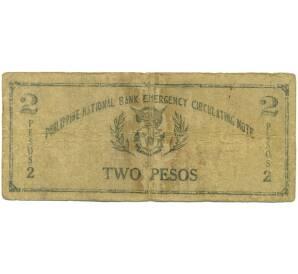 2
2
PHILIPPINE NATIONAL BANK EMERGENCY CIRCULATING NOTE
PESOS
PESOS
2
TWO PESOS
2